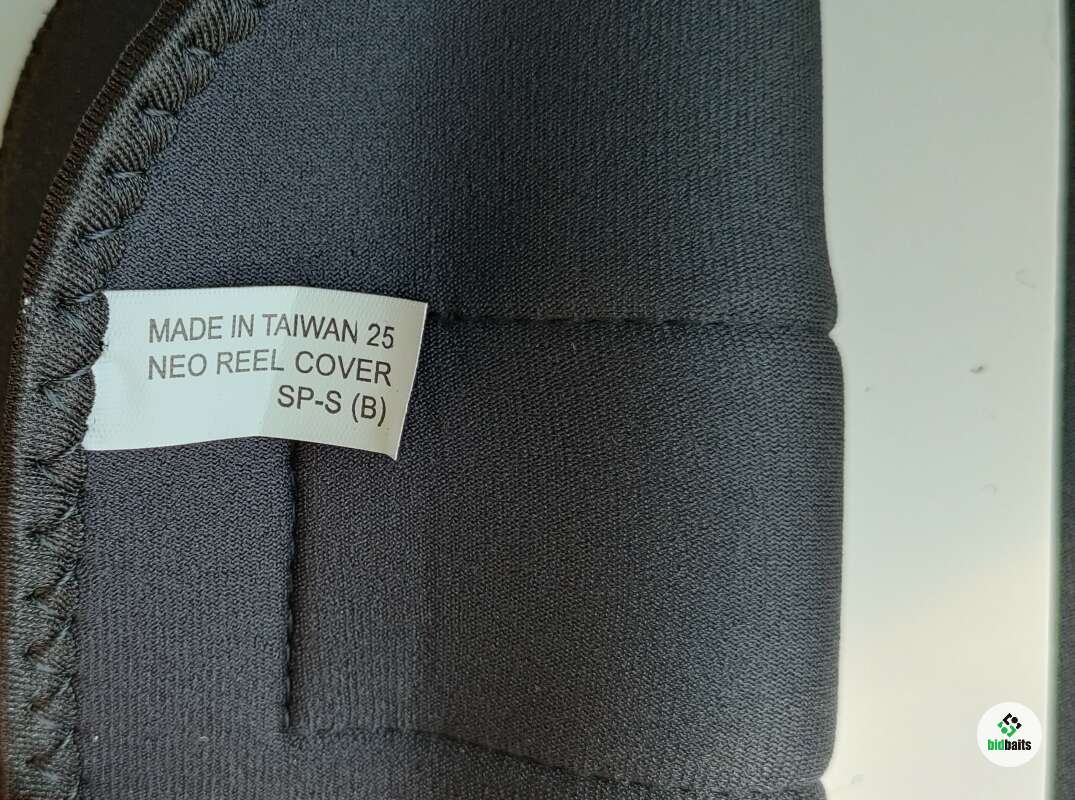 MADE IN TAIWAN 25
NEO REEL COVER
SP-S (B)
bidbaits